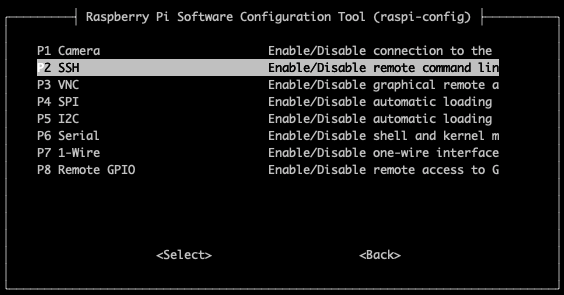 Raspberry Pi Software Configuration Tool (raspi-config)
P1 Camera Enable/Disable connection to the
P2 SSH Enable/Disable remote command lin
P3 VNC Enable/Disable graphical remote a
P4 SPI Enable/Disable automatic loading
P5 I2C Enable/Disable automatic loading
P6 Serial Enable/Disable shell and kernel m
P7 1-Wire Enable/Disable one-wire interface
P8 Remote GPIO Enable/Disable remote access to G
<Select> <Back>